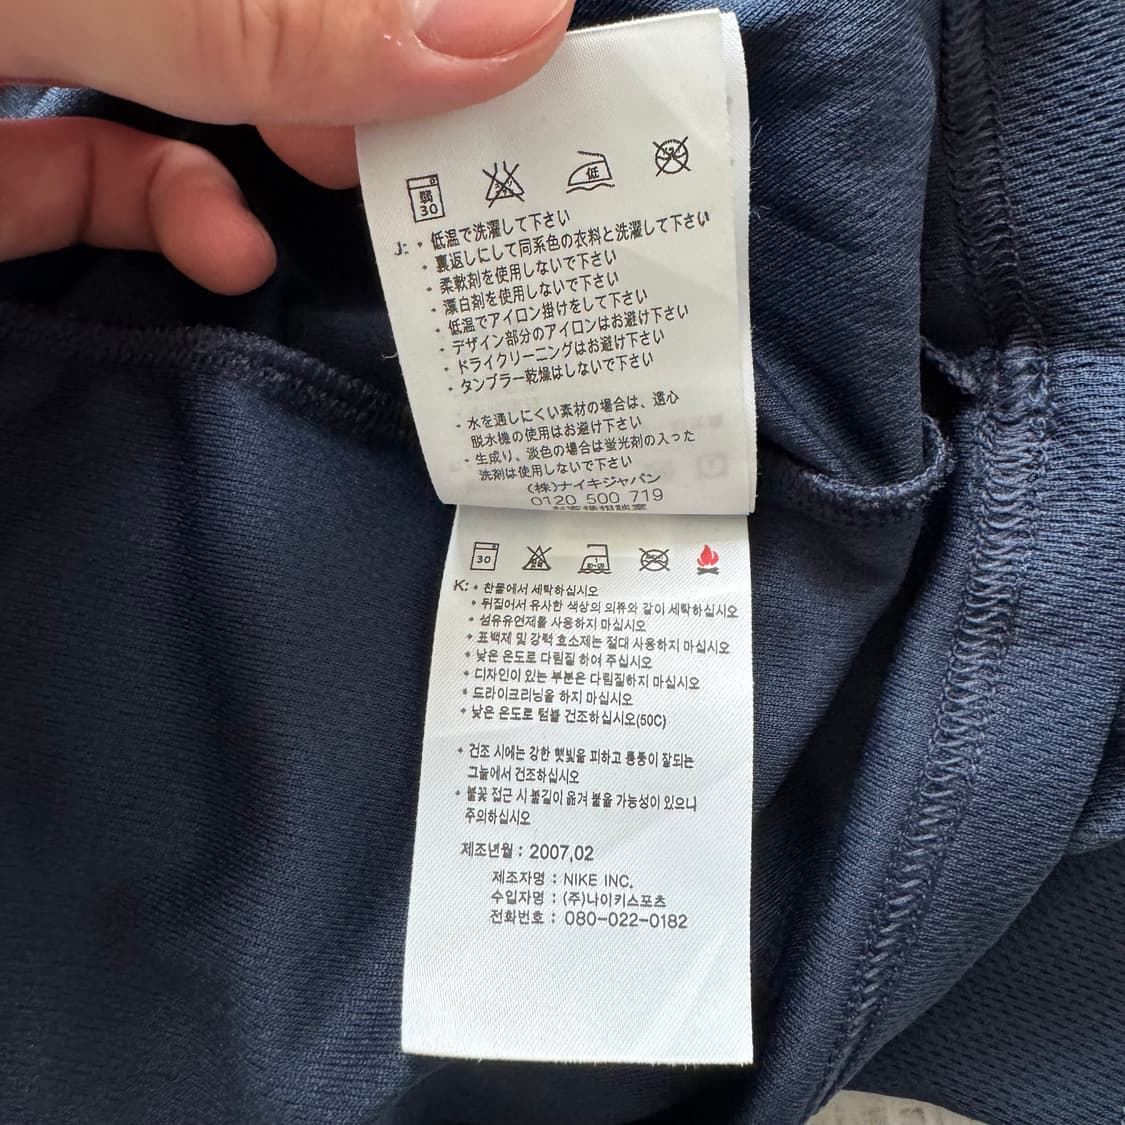 弱
30
低
J: • 低温で洗濯して下さい
• 裏返しにして同系色の衣料と洗濯して下さい
• 柔軟剤を使用しないで下さい
• 漂白剤を使用しないで下さい
• 低温でアイロン掛けをして下さい
• デザイン部分のアイロンはお避け下さい
• ドライクリーニングはお避け下さい
• タンブラー乾燥はしないで下さい
• 水を通しにくい素材の場合は、遠心
脱水機の使用はお避け下さい
• 生成り、淡色の場合は蛍光剤の入った
洗剤は使用しないで下さい
(株)ナイキジャパン
0120 500 719
お客様相談室
30
K: • 찬물에서 세탁하십시오
• 뒤집어서 유사한 색상의 의류와 같이 세탁하십시오
• 섬유유연제를 사용하지 마십시오
• 표백제 및 강력 효소제는 절대 사용하지 마십시오
• 낮은 온도로 다림질 하여 주십시오
• 디자인이 있는 부분은 다림질하지 마십시오
• 드라이크리닝을 하지 마십시오
• 낮은 온도로 텀블 건조하십시오(50C)
• 건조 시에는 강한 햇빛을 피하고 통풍이 잘되는
그늘에서 건조하십시오
• 불꽃 접근 시 불길이 옮겨 붙을 가능성이 있으니
주의하십시오
제조년월 : 2007,02
제조자명 : NIKE INC.
수입자명 : (주)나이키스포츠
전화번호 : 080-022-0182